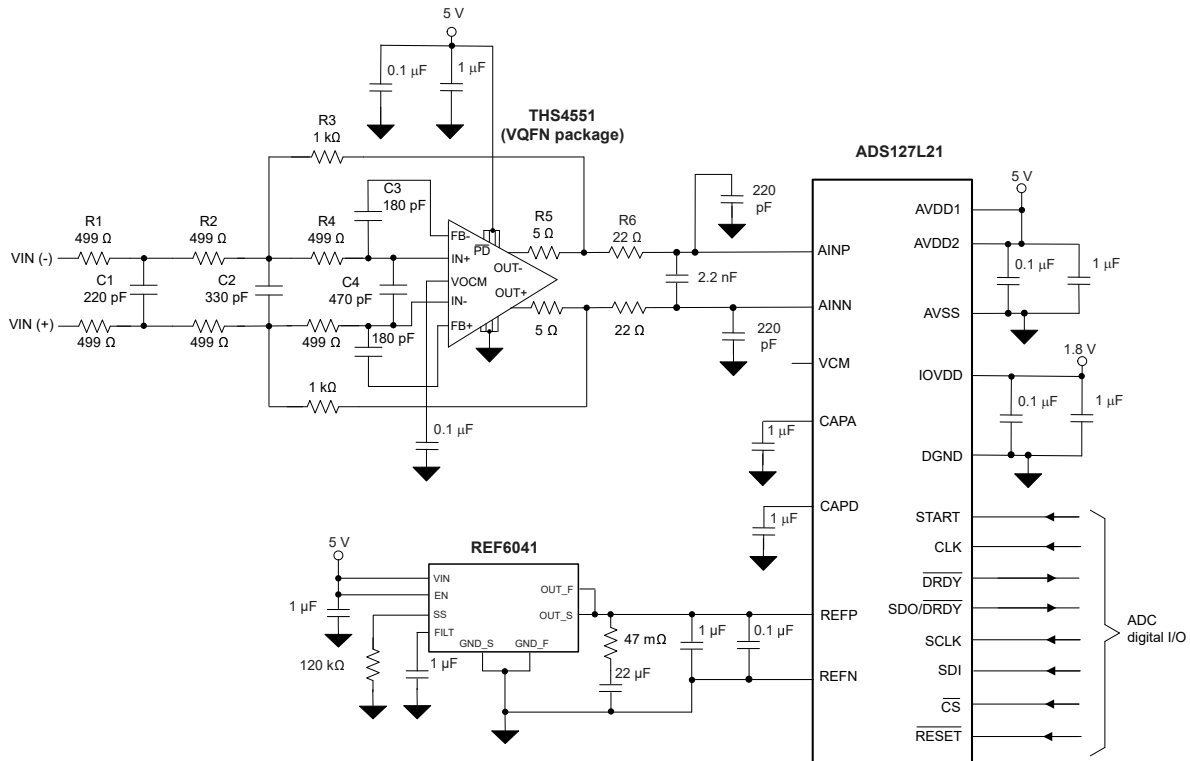 5 V
0.1 µF
1 µF
THS4551
(VQFN package)
R3
1 kΩ
C3
180 pF
R1
499 Ω
R2
499 Ω
R4
499 Ω
VIN (-)
C1
220 pF
C2
330 pF
C4
470 pF
VIN (+)
499 Ω
499 Ω
499 Ω
180 pF
1 kΩ
0.1 µF
FB-
IN+
VOCM
IN-
FB+
PD
OUT-
OUT+
R5
5 Ω
R6
22 Ω
5 Ω
22 Ω
220
pF
2.2 nF
220
pF
ADS127L21
AINP
AINN
VCM
CAPA
1 µF
CAPD
1 µF
REFP
REFN
AVDD1
AVDD2
AVSS
IOVDD
DGND
START
CLK
DRDY
SDO/DRDY
SCLK
SDI
CS
RESET
5 V
0.1 µF
1 µF
1.8 V
0.1 µF
1 µF
ADC
digital I/O
REF6041
5 V
1 µF
120 kΩ
1 µF
VIN
EN
SS
FILT
GND_S
GND_F
OUT_F
OUT_S
47 mΩ
22 µF
1 µF
0.1 µF